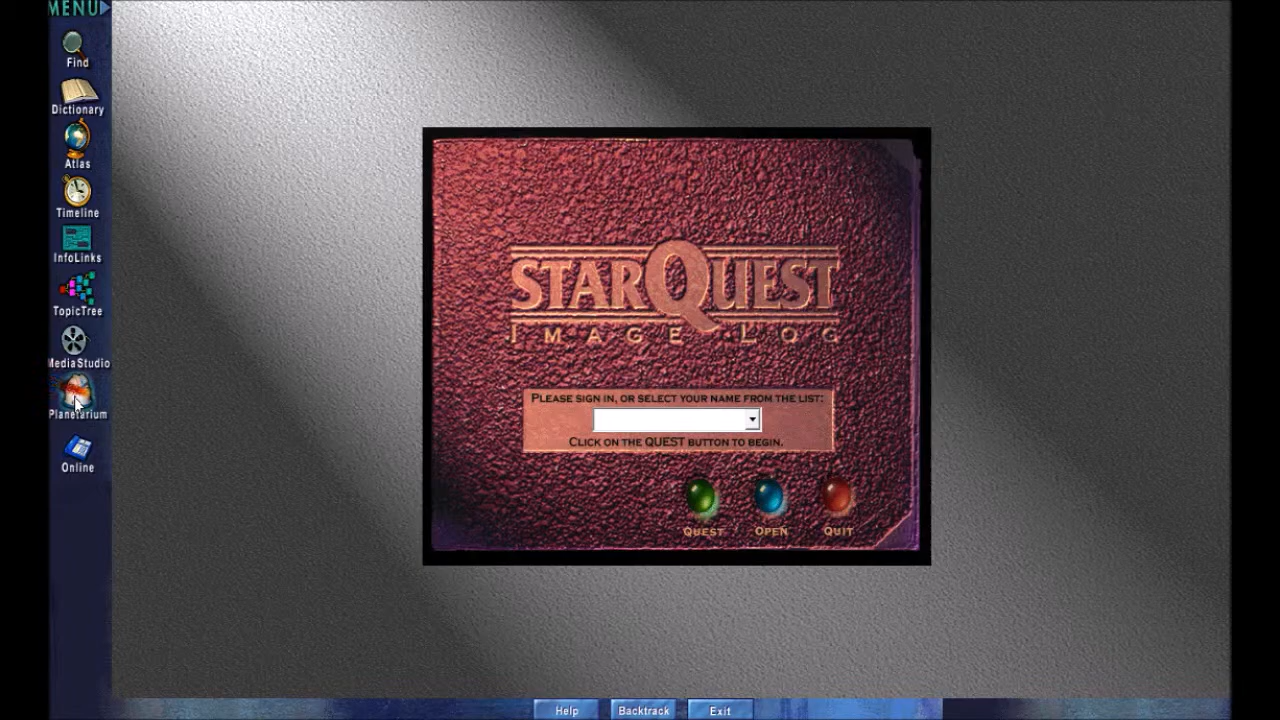 MENU
Find
Dictionary
Atlas
Timeline
InfoLinks
TopicTree
MediaStudio
Planetarium
Online
STARQUEST
IMAGE LOG
PLEASE SIGN IN, OR SELECT YOUR NAME FROM THE LIST:
CLICK ON THE QUEST BUTTON TO BEGIN.
QUEST OPEN QUIT
Help Backtrack Exit